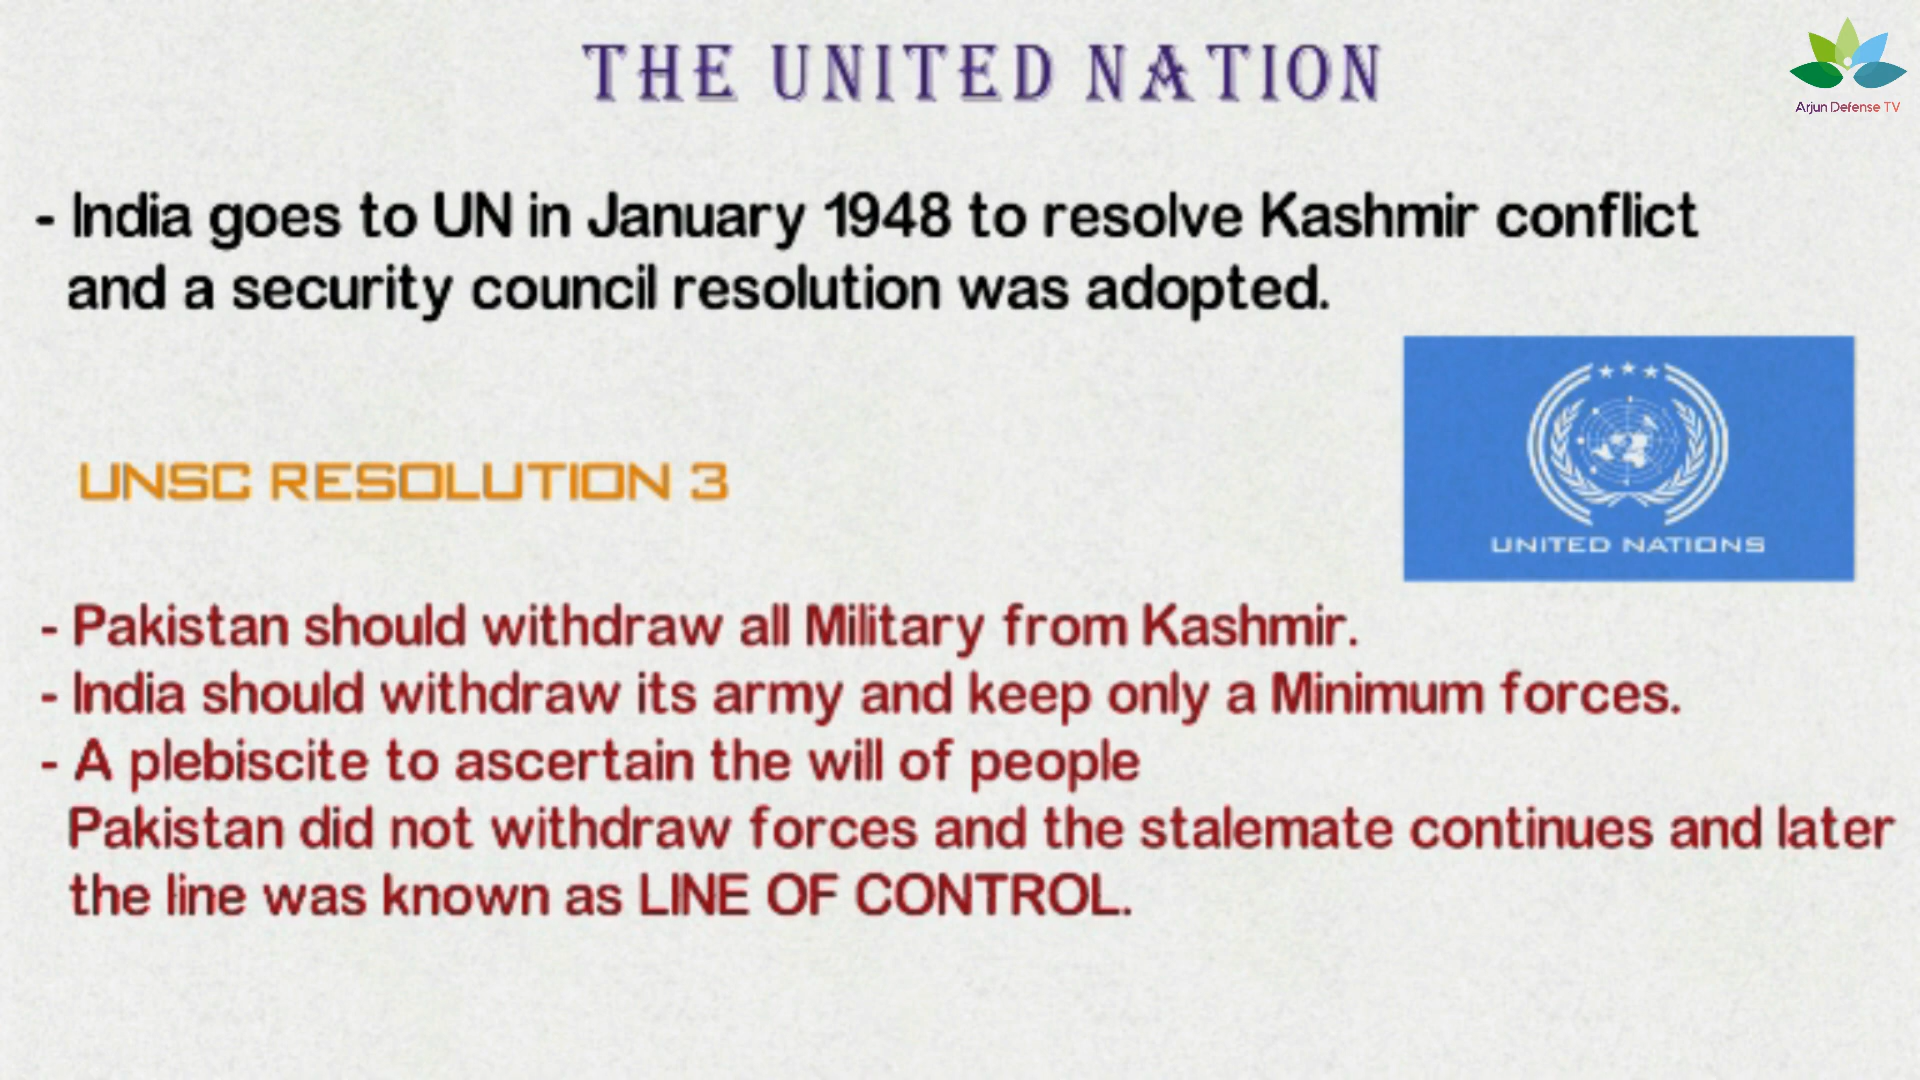 THE UNITED NATION
Arjun Defense TV
- India goes to UN in January 1948 to resolve Kashmir conflict
and a security council resolution was adopted.
UNSC RESOLUTION 3
UNITED NATIONS
- Pakistan should withdraw all Military from Kashmir.
- India should withdraw its army and keep only a Minimum forces.
- A plebiscite to ascertain the will of people
Pakistan did not withdraw forces and the stalemate continues and later
the line was known as LINE OF CONTROL.